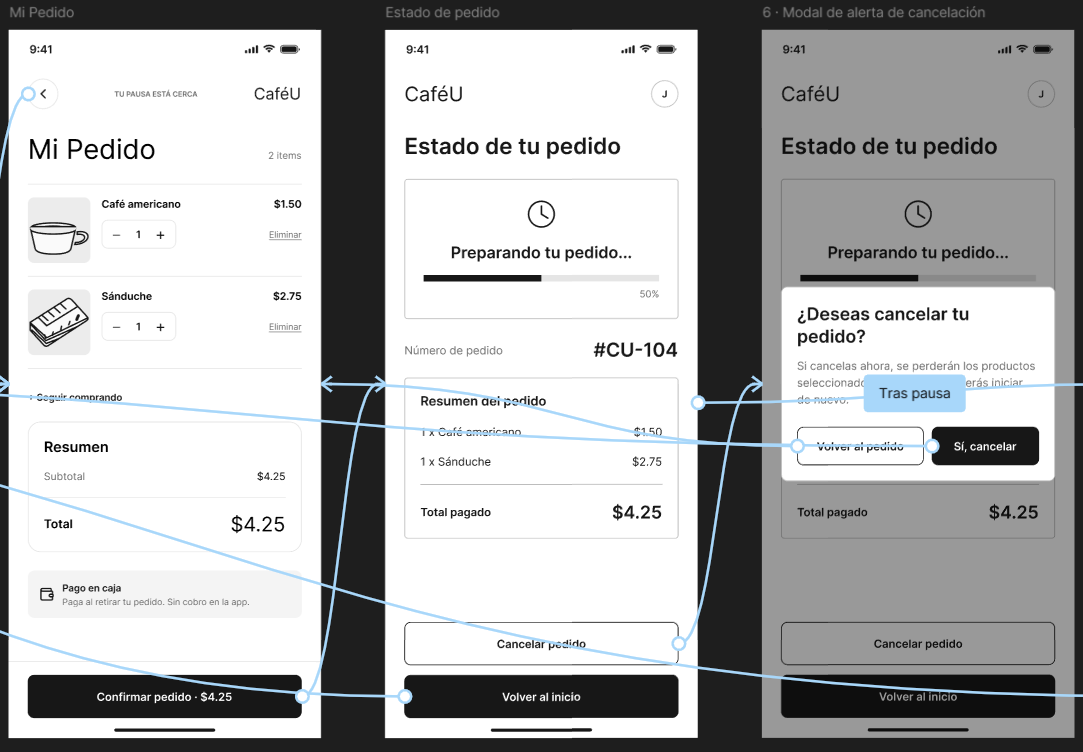 Mi Pedido
9:41
TU PAUSA ESTÁ CERCA
CaféU
Mi Pedido
2 items
Café americano
$1.50
− 1 +
Eliminar
Sánduche
$2.75
− 1 +
Eliminar
+ Seguir comprando
Resumen
Subtotal
$4.25
Total
$4.25
Pago en caja
Paga al retirar tu pedido. Sin cobro en la app.
Confirmar pedido · $4.25
Estado de pedido
9:41
CaféU
J
Estado de tu pedido
Preparando tu pedido...
50%
Número de pedido
#CU-104
Resumen del pedido
1 x Café americano
$1.50
1 x Sánduche
$2.75
Total pagado
$4.25
Cancelar pedido
Volver al inicio
6 · Modal de alerta de cancelación
9:41
CaféU
J
Estado de tu pedido
Preparando tu pedido...
¿Deseas cancelar tu
pedido?
Si cancelas ahora, se perderán los productos
iniciar
de nuevo.
Tras pausa
Volver al pedido
Sí, cancelar
Total pagado
$4.25
Cancelar pedido
Volver al inicio